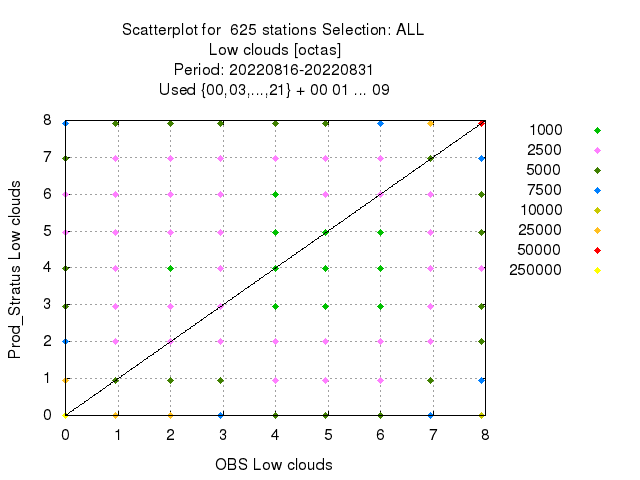 Scatterplot for  625 stations Selection: ALL
Low clouds [octas]
Period: 20220816-20220831
Used {00,03,...,21} + 00 01 ... 09
8
7
6
5
4
3
2
1
0
Prod_Stratus Low clouds
0 1 2 3 4 5 6 7 8
OBS Low clouds
1000
2500
5000
7500
10000
25000
50000
250000